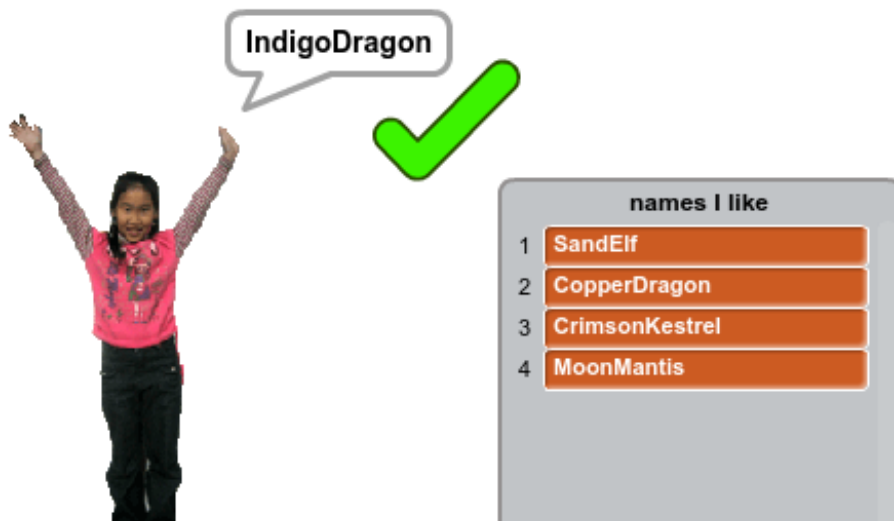 IndigoDragon
names I like
1 SandElf
2 CopperDragon
3 CrimsonKestrel
4 MoonMantis